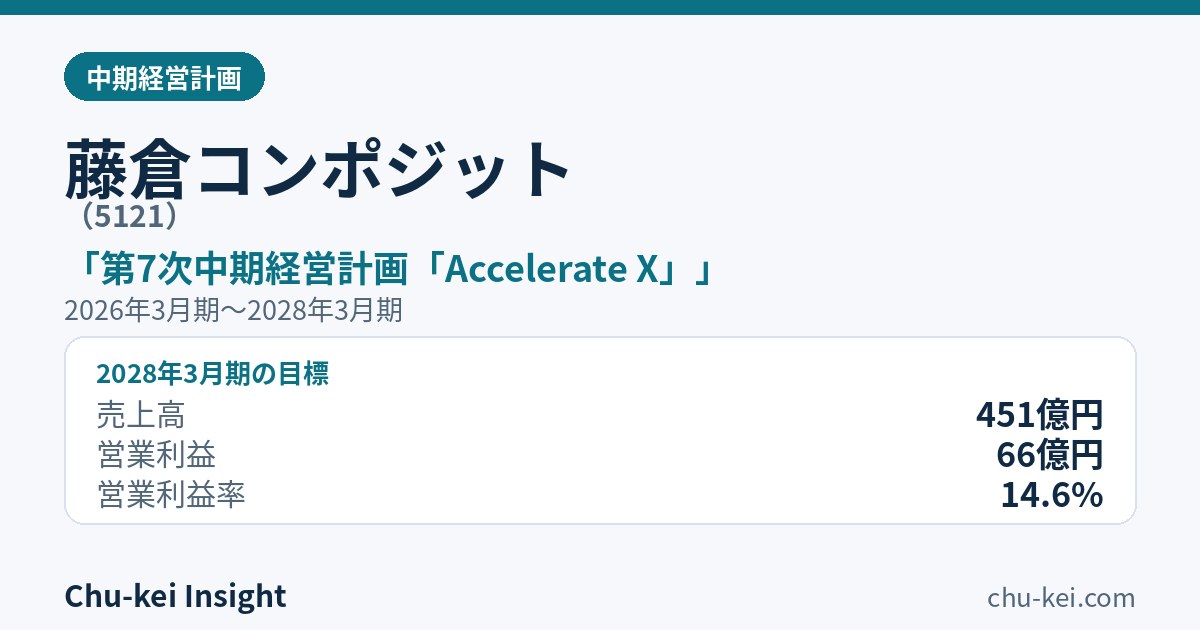 中期経営計画
藤倉コンポジット
（5121）
「第7次中期経営計画「Accelerate X」」
2026年3月期〜2028年3月期
2028年3月期の目標
売上高 451億円
営業利益 66億円
営業利益率 14.6%
Chu-kei Insight chu-kei.com